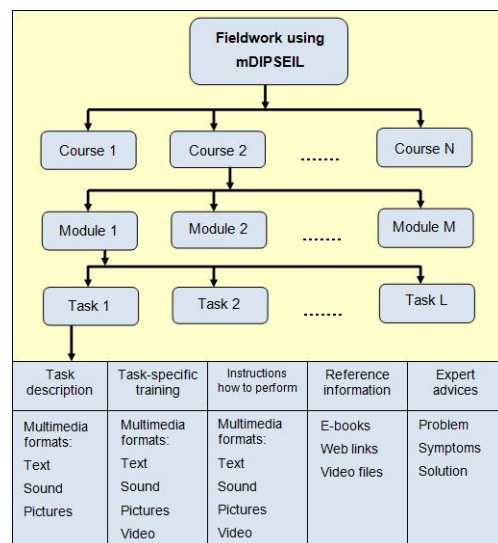 Fieldwork using
mDIPSEIL
Course 1
Course 2
........
Course N
Module 1
Module 2
.......
Module M
Task 1
Task 2
.......
Task L
Task
description
Task-specific
training
Instructions
how to perform
Reference
information
Expert
advices
Multimedia
formats:
Text
Sound
Pictures
Multimedia
formats:
Text
Sound
Pictures
Video
Multimedia
formats:
Text
Sound
Pictures
Video
E-books
Web links
Video files
Problem
Symptoms
Solution